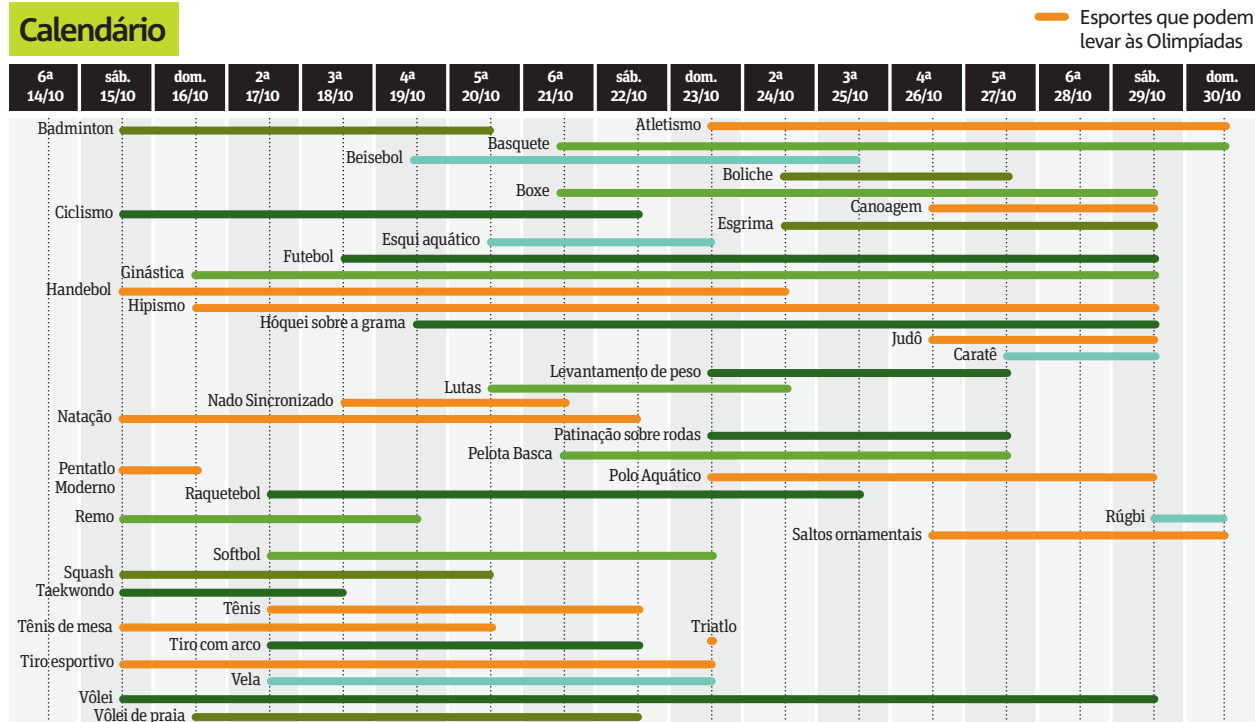 Calendário
Esportes que podem
levar às Olimpíadas
6ª sáb. dom. 2ª 3ª 4ª 5ª 6ª sáb. dom. 2ª 3ª 4ª 5ª 6ª sáb. dom.
14/10 15/10 16/10 17/10 18/10 19/10 20/10 21/10 22/10 23/10 24/10 25/10 26/10 27/10 28/10 29/10 30/10
Badminton Atletismo
Basquete
Beisebol
Boliche
Boxe
Canoagem
Ciclismo
Esgrima
Esqui aquático
Futebol
Ginástica
Handebol
Hipismo
Hóquei sobre a grama
Judô
Caratê
Levantamento de peso
Lutas
Nado Sincronizado
Natação
Patinação sobre rodas
Pelota Basca
Pentatlo
Moderno
Polo Aquático
Raquetebol
Remo Rúgbi
Saltos ornamentais
Softbol
Squash
Taekwondo
Tênis
Tênis de mesa Triatlo
Tiro com arco
Tiro esportivo
Vela
Vôlei
Vôlei de praia